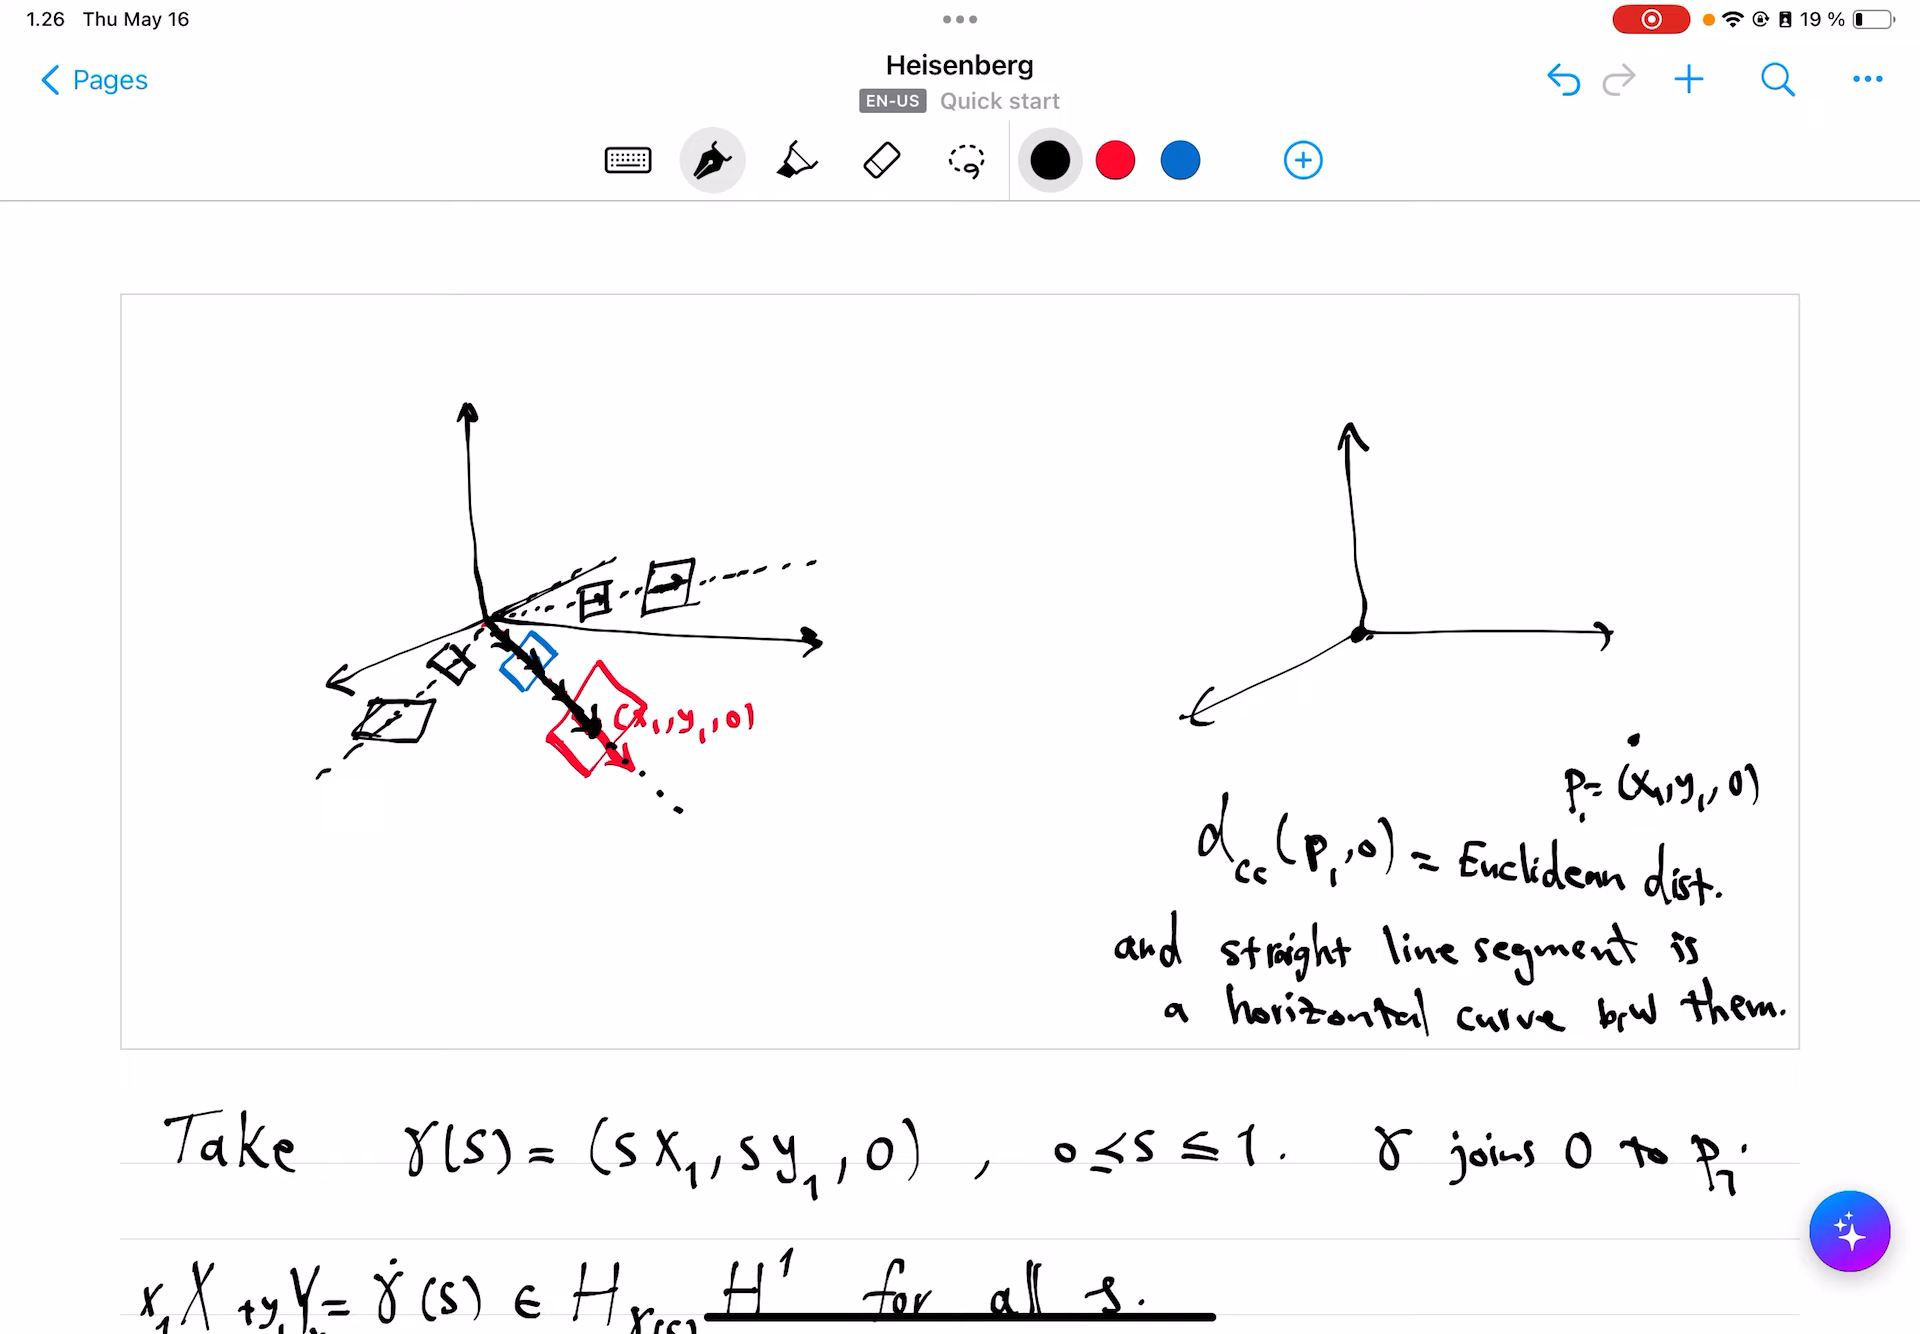 1.26 Thu May 16
19 %
Pages
Heisenberg
EN-US Quick start
(x₁,y₁,0)
p₁=(x₁,y₁,0)
d_cc(p₁,0) = Euclidean dist.
and straight line segment is
a horizontal curve b/w them.
Take γ(s) = (s x₁, s y₁, 0), 0 ≤ s ≤ 1. γ joins 0 to p₁.
x₁X + y₁Y = γ̇(s) ∈ H_γ(s) H¹ for all s.